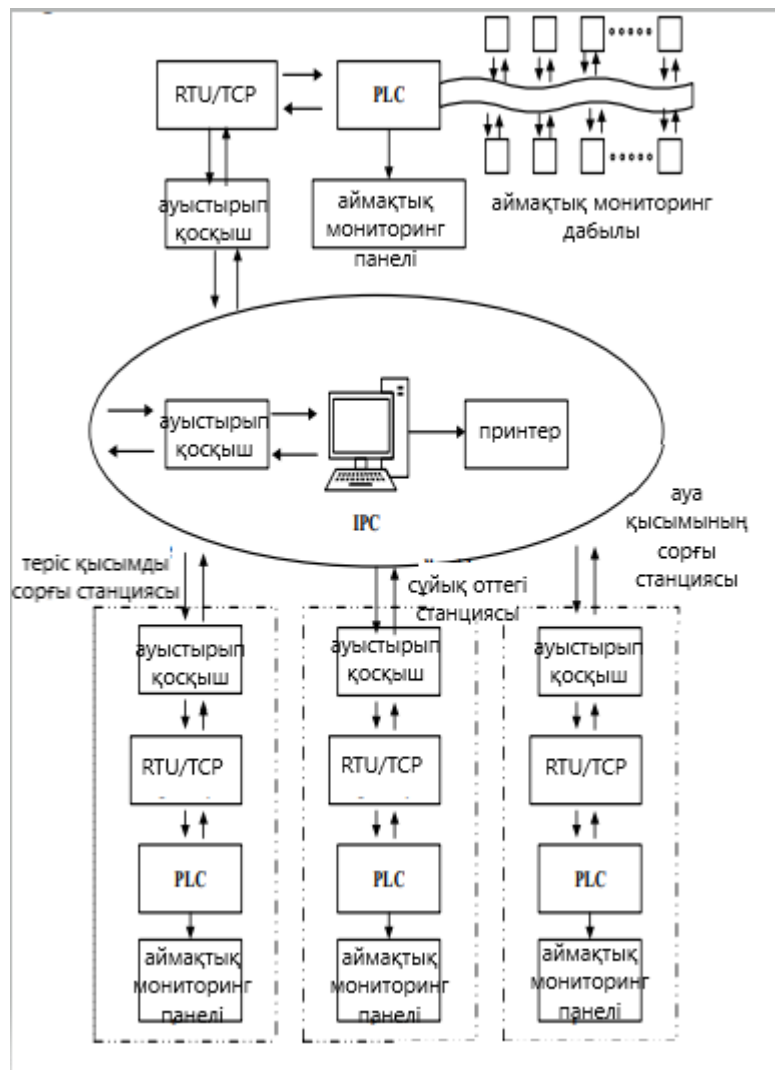 RTU/TCP
PLC
ауыстырып
қосқыш
аймақтық
мониторинг
панелі
аймақтық мониторинг
дабылы
ауыстырып
қосқыш
принтер
IPC
ауа
қысымының
сорғы
станциясы
теріс қысымды
сорғы станциясы
сұйық оттегі
станциясы
ауыстырып
қосқыш
RTU/TCP
PLC
аймақтық
мониторинг
панелі
ауыстырып
қосқыш
RTU/TCP
PLC
аймақтық
мониторинг
панелі
ауыстырып
қосқыш
RTU/TCP
PLC
аймақтық
мониторинг
панелі